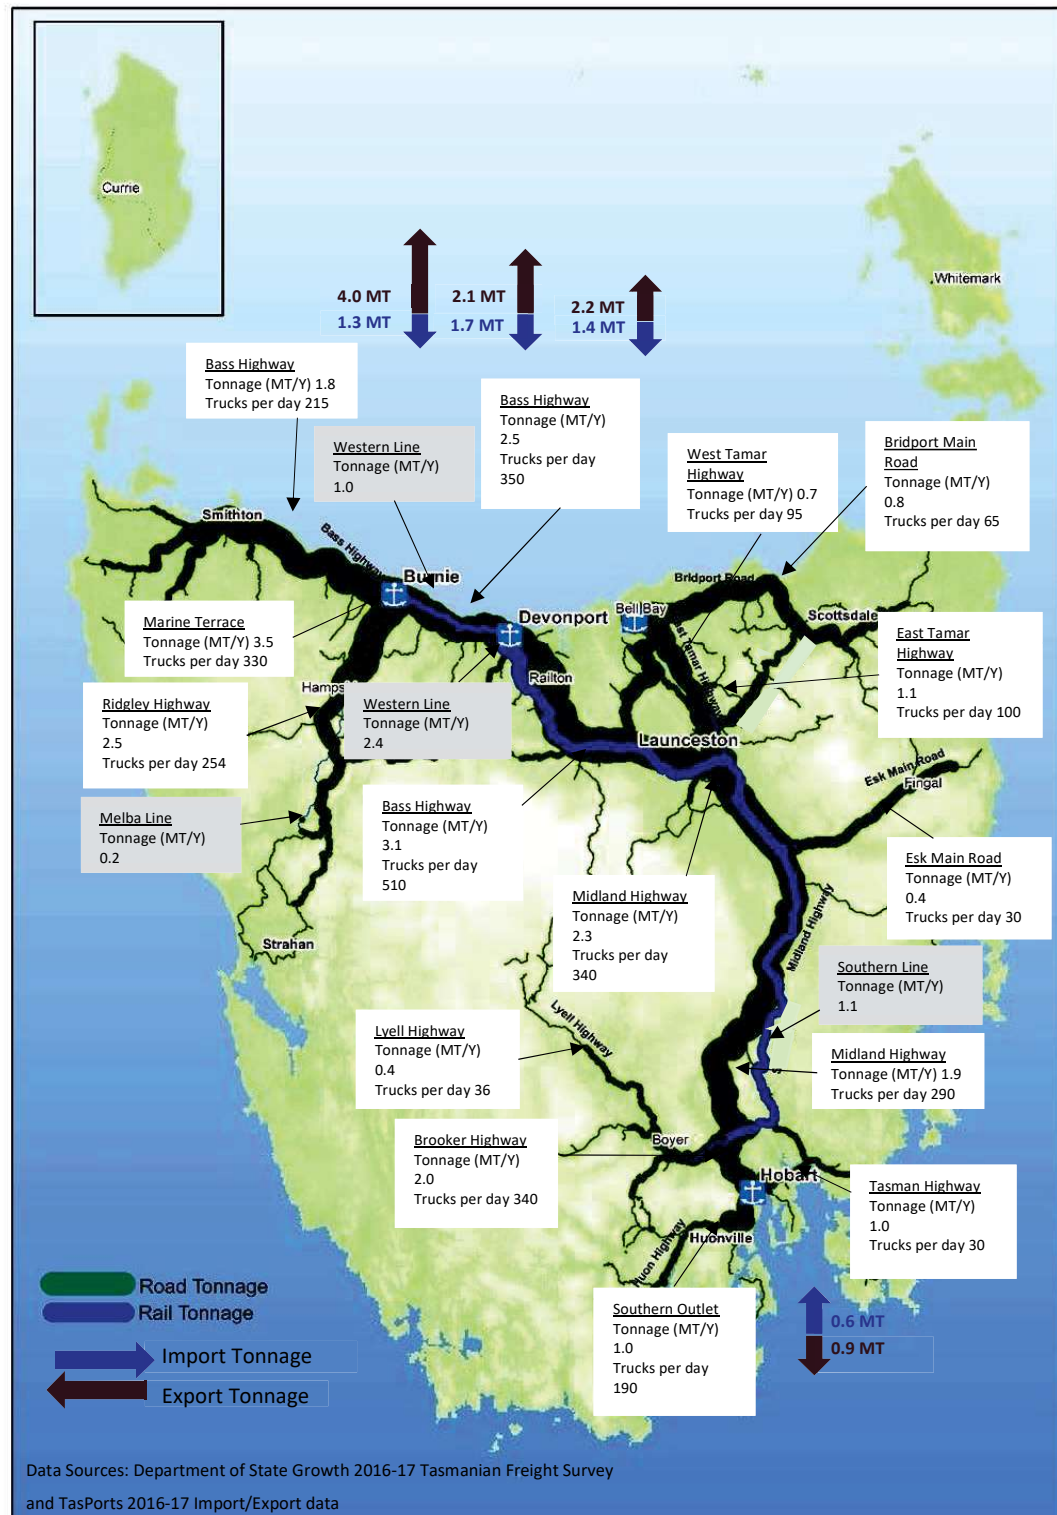 Currie
Whitemark
4.0 MT
1.3 MT
2.1 MT
1.7 MT
2.2 MT
1.4 MT
Bass Highway
Tonnage (MT/Y) 1.8
Trucks per day 215
Western Line
Tonnage (MT/Y)
1.0
Bass Highway
Tonnage (MT/Y)
2.5
Trucks per day
350
West Tamar
Highway
Tonnage (MT/Y) 0.7
Trucks per day 95
Bridport Main
Road
Tonnage (MT/Y)
0.8
Trucks per day 65
Smithton
Bass Highway
Burnie
Devonport
Bell Bay
Bridport Road
Scottsdale
East Tamar Highway
Marine Terrace
Tonnage (MT/Y) 3.5
Trucks per day 330
East Tamar
Highway
Tonnage (MT/Y)
1.1
Trucks per day 100
Railton
Ridgley Highway
Tonnage (MT/Y)
2.5
Trucks per day 254
Western Line
Tonnage (MT/Y)
2.4
Launceston
Esk Main Road
Fingal
Melba Line
Tonnage (MT/Y)
0.2
Bass Highway
Tonnage (MT/Y)
3.1
Trucks per day
510
Esk Main Road
Tonnage (MT/Y)
0.4
Trucks per day 30
Midland Highway
Tonnage (MT/Y)
2.3
Trucks per day
340
Midland Highway
Strahan
Southern Line
Tonnage (MT/Y)
1.1
Lyell Highway
Lyell Highway
Tonnage (MT/Y)
0.4
Trucks per day 36
Midland Highway
Tonnage (MT/Y) 1.9
Trucks per day 290
Brooker Highway
Tonnage (MT/Y)
2.0
Trucks per day 340
Boyer
Hobart
Tasman Highway
Tonnage (MT/Y)
1.0
Trucks per day 30
Huonville
Huon Highway
Southern Outlet
Tonnage (MT/Y)
1.0
Trucks per day
190
0.6 MT
0.9 MT
Road Tonnage
Rail Tonnage
Import Tonnage
Export Tonnage
Data Sources: Department of State Growth 2016-17 Tasmanian Freight Survey
and TasPorts 2016-17 Import/Export data